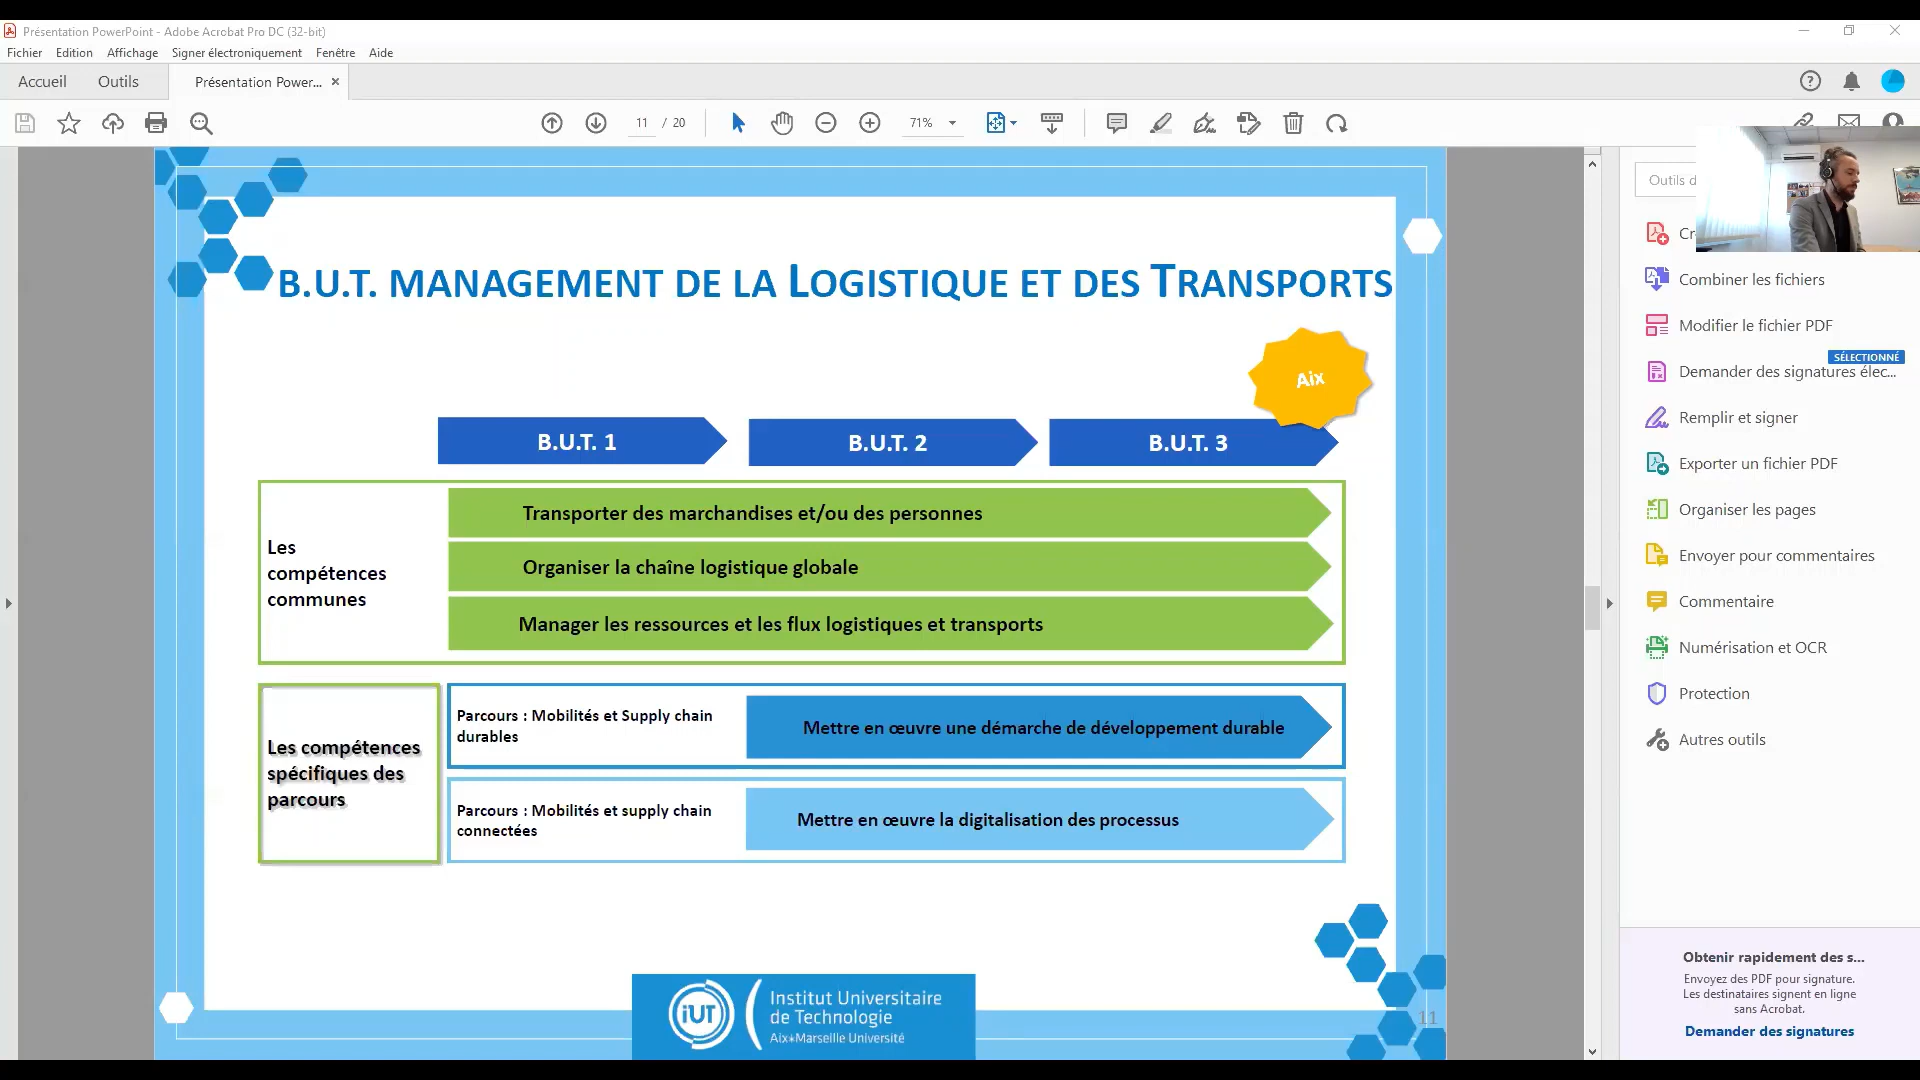 Présentation PowerPoint - Adobe Acrobat Pro DC (32-bit)
Fichier Edition Affichage Signer électroniquement Fenêtre Aide
Accueil Outils Présentation Power... ×
11 / 20 71%
B.U.T. MANAGEMENT DE LA LOGISTIQUE ET DES TRANSPORTS
Aix
B.U.T. 1 B.U.T. 2 B.U.T. 3
Les
compétences
communes
Transporter des marchandises et/ou des personnes
Organiser la chaîne logistique globale
Manager les ressources et les flux logistiques et transports
Les compétences
spécifiques des
parcours
Parcours : Mobilités et Supply chain
durables
Mettre en œuvre une démarche de développement durable
Parcours : Mobilités et supply chain
connectées
Mettre en œuvre la digitalisation des processus
iUT
Institut Universitaire
de Technologie
Aix*Marseille Université
11
Outils d
Cr
Combiner les fichiers
Modifier le fichier PDF
SÉLECTIONNÉ
Demander des signatures élec...
Remplir et signer
Exporter un fichier PDF
Organiser les pages
Envoyer pour commentaires
Commentaire
Numérisation et OCR
Protection
Autres outils
Obtenir rapidement des s...
Envoyez des PDF pour signature.
Les destinataires signent en ligne
sans Acrobat.
Demander des signatures